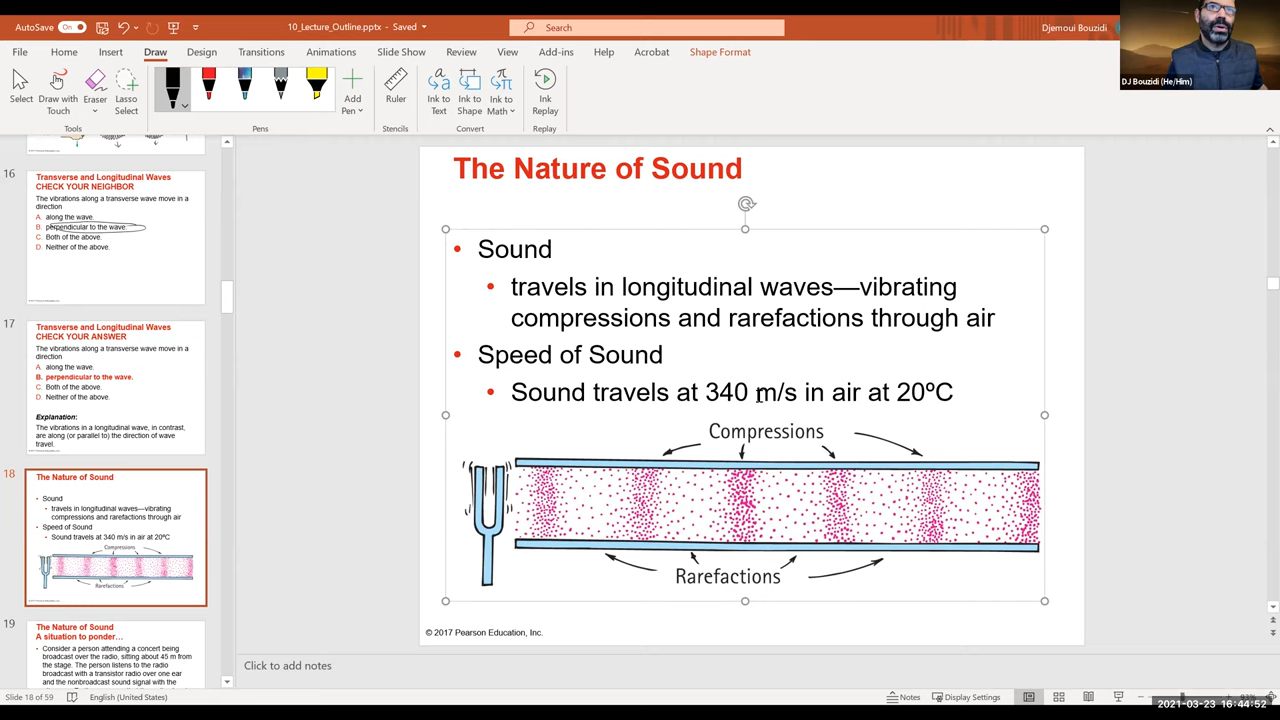 AutoSave
On
10_Lecture_Outline.pptx - Saved
Search
Djemoui Bouzidi
DJ Bouzidi (He/Him)
File Home Insert Draw Design Transitions Animations Slide Show Review View Add-ins Help Acrobat Shape Format
Select
Draw with Touch
Eraser
Lasso Select
Add Pen
Ruler
Ink to Text
Ink to Shape
Ink to Math
Ink Replay
Tools
Pens
Stencils
Convert
Replay
16
Transverse and Longitudinal Waves
CHECK YOUR NEIGHBOR
The vibrations along a transverse wave move in a
direction
A. along the wave.
B. perpendicular to the wave.
C. Both of the above.
D. Neither of the above.
17
Transverse and Longitudinal Waves
CHECK YOUR ANSWER
The vibrations along a transverse wave move in a
direction
A. along the wave.
B. perpendicular to the wave.
C. Both of the above.
D. Neither of the above.
Explanation:
The vibrations in a longitudinal wave, in contrast,
are along (or parallel to) the direction of wave
travel.
18
The Nature of Sound
• Sound
• travels in longitudinal waves—vibrating
compressions and rarefactions through air
• Speed of Sound
• Sound travels at 340 m/s in air at 20ºC
Compressions
Rarefactions
19
The Nature of Sound
A situation to ponder…
• Consider a person attending a concert being
broadcast over the radio, sitting about 45 m from
the stage. The person listens to the radio
broadcast with a transistor radio over one ear
and the nonbroadcast sound signal with the
The Nature of Sound
• Sound
• travels in longitudinal waves—vibrating
compressions and rarefactions through air
• Speed of Sound
• Sound travels at 340 m/s in air at 20ºC
Compressions
Rarefactions
© 2017 Pearson Education, Inc.
Click to add notes
Slide 18 of 59
English (United States)
Notes
Display Settings
2021-03-23 16:44:52